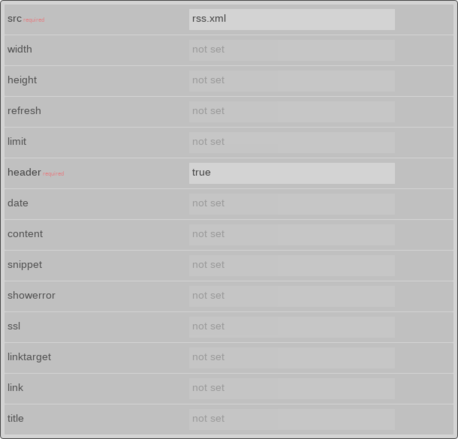 src required rss.xml
width not set
height not set
refresh not set
limit not set
header required true
date not set
content not set
snippet not set
showerror not set
ssl not set
linktarget not set
link not set
title not set